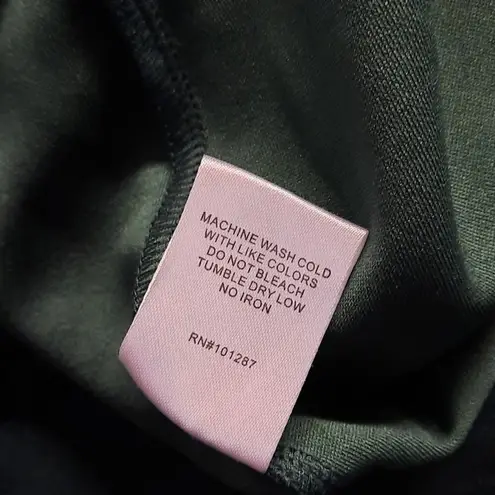 MACHINE WASH COLD
WITH LIKE COLORS
DO NOT BLEACH
TUMBLE DRY LOW
NO IRON
RN#101287